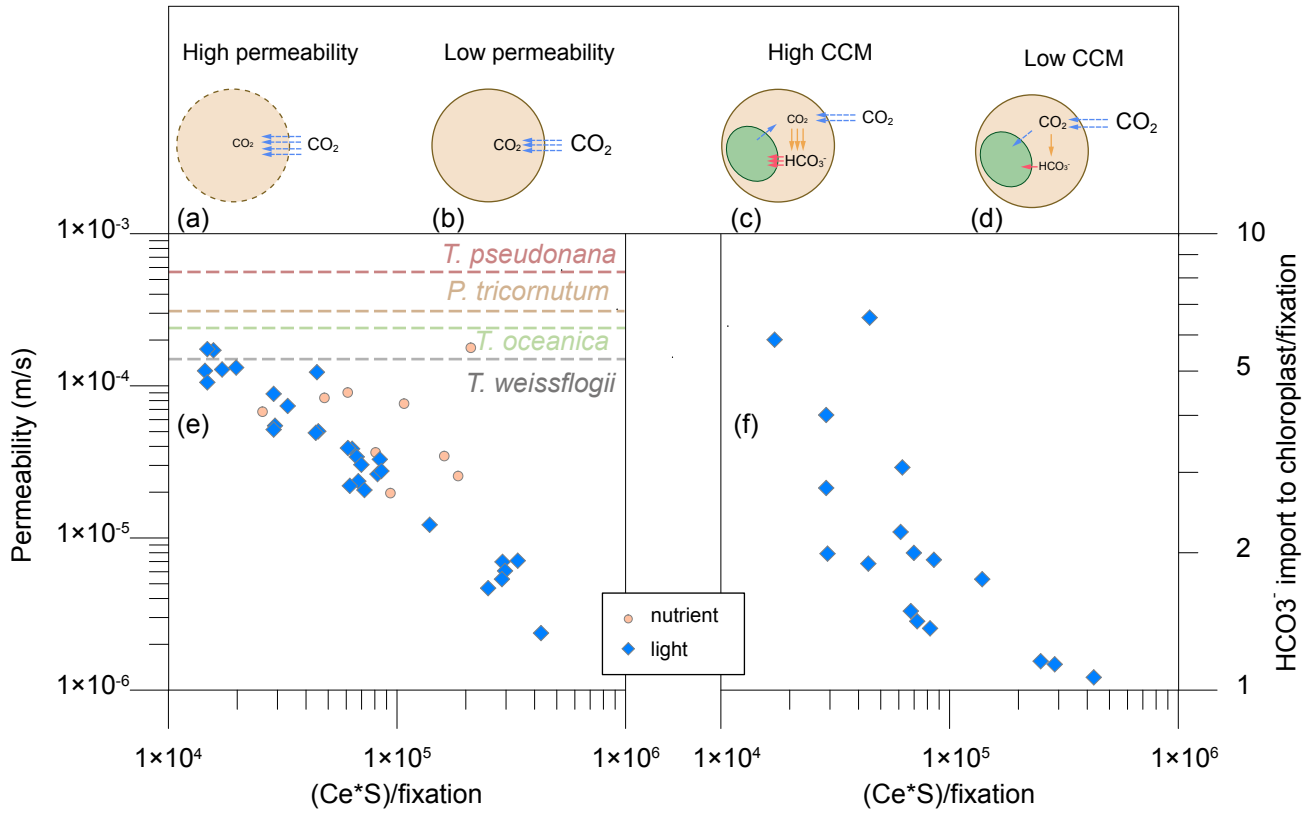 High permeability
Low permeability
High CCM
Low CCM
CO₂
CO₂
CO₂
CO₂
CO₂
CO₂
HCO₃⁻
CO₂
CO₂
HCO₃⁻
(a)
(b)
(c)
(d)
1×10⁻³
1×10⁻⁴
1×10⁻⁵
1×10⁻⁶
Permeability (m/s)
T. pseudonana
P. tricornutum
T. oceanica
T. weissflogii
(e)
(f)
10
5
2
1
HCO3⁻ import to chloroplast/fixation
nutrient
light
1×10⁴
1×10⁵
1×10⁶
1×10⁴
1×10⁵
1×10⁶
(Ce*S)/fixation
(Ce*S)/fixation